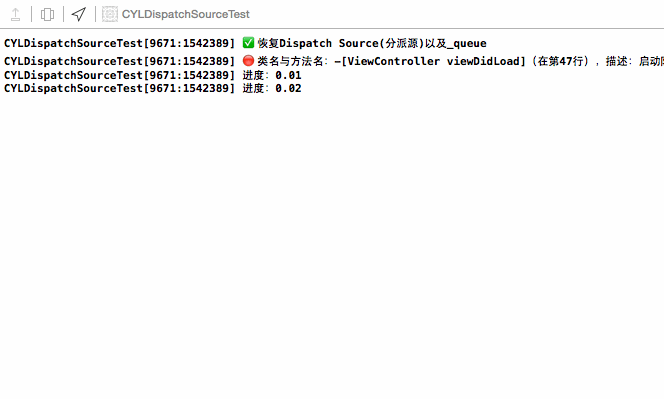 CYLDispatchSourceTest
CYLDispatchSourceTest[9671:1542389] ✅ 恢复Dispatch Source(分派源)以及_queue
CYLDispatchSourceTest[9671:1542389] 🔴 类名与方法名：-[ViewController viewDidLoad]（在第47行），描述：启动
CYLDispatchSourceTest[9671:1542389] 进度：0.01
CYLDispatchSourceTest[9671:1542389] 进度：0.02